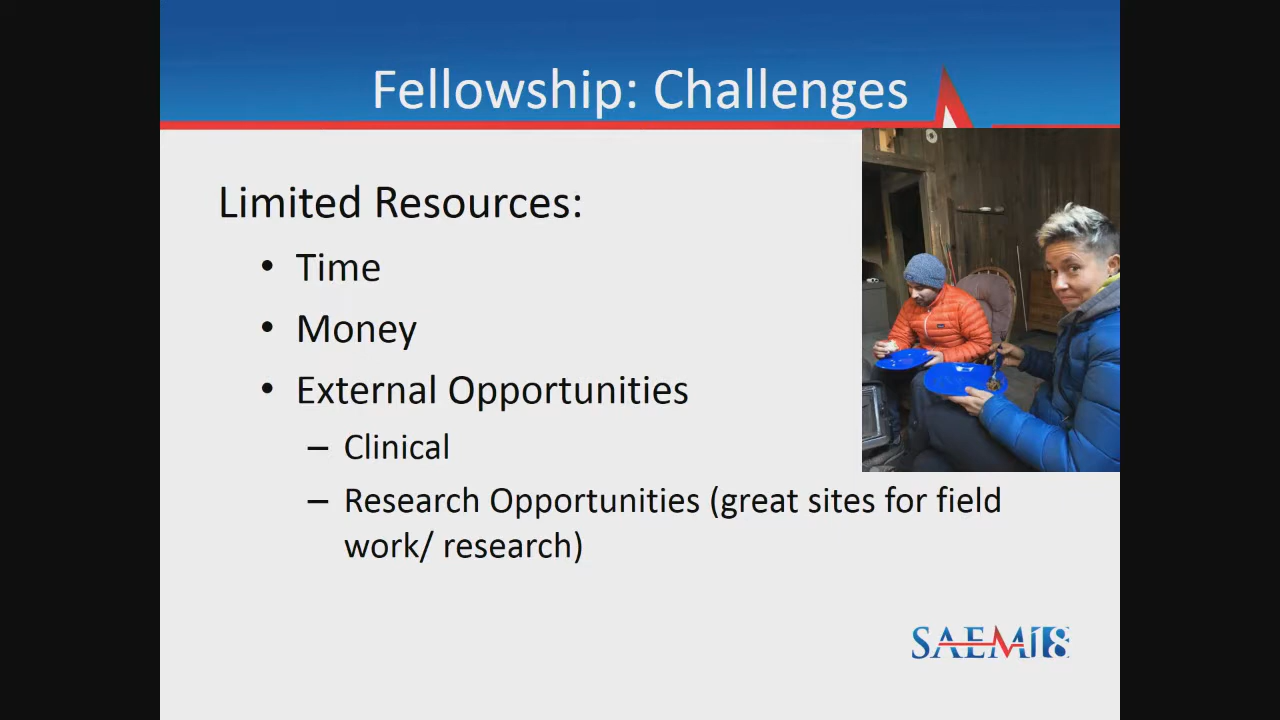 Fellowship: Challenges
Limited Resources:
• Time
• Money
• External Opportunities
– Clinical
– Research Opportunities (great sites for field
work/ research)
SAEM18